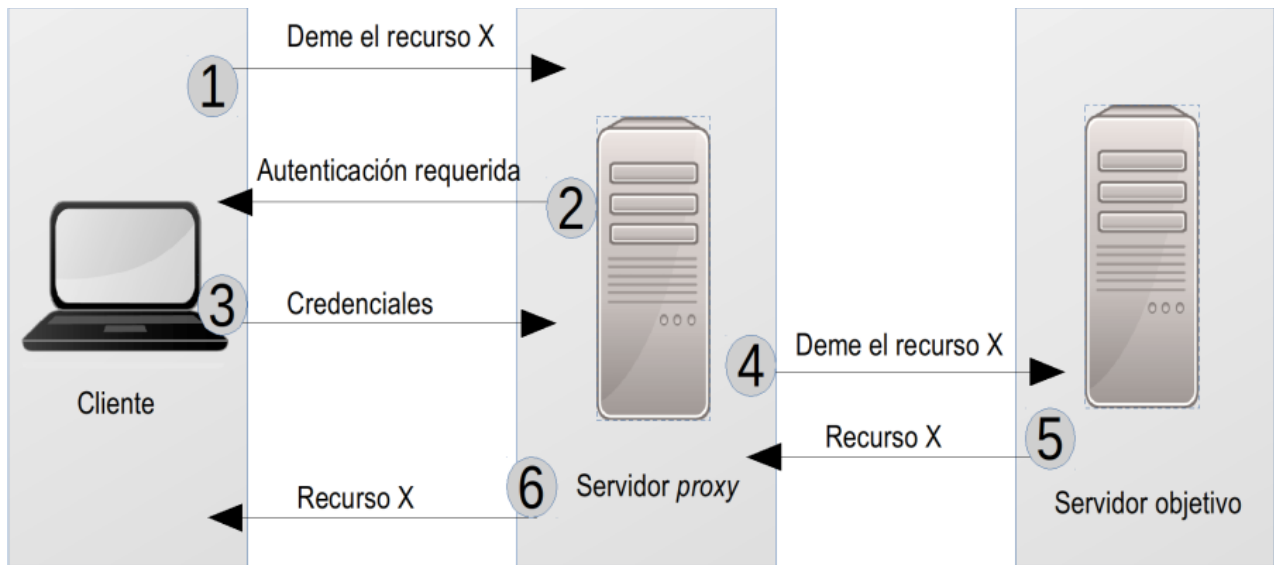 Deme el recurso X
1
Autenticación requerida
2
3
Credenciales
Cliente
4
Deme el recurso X
5
Recurso X
6
Recurso X
Servidor proxy
Servidor objetivo